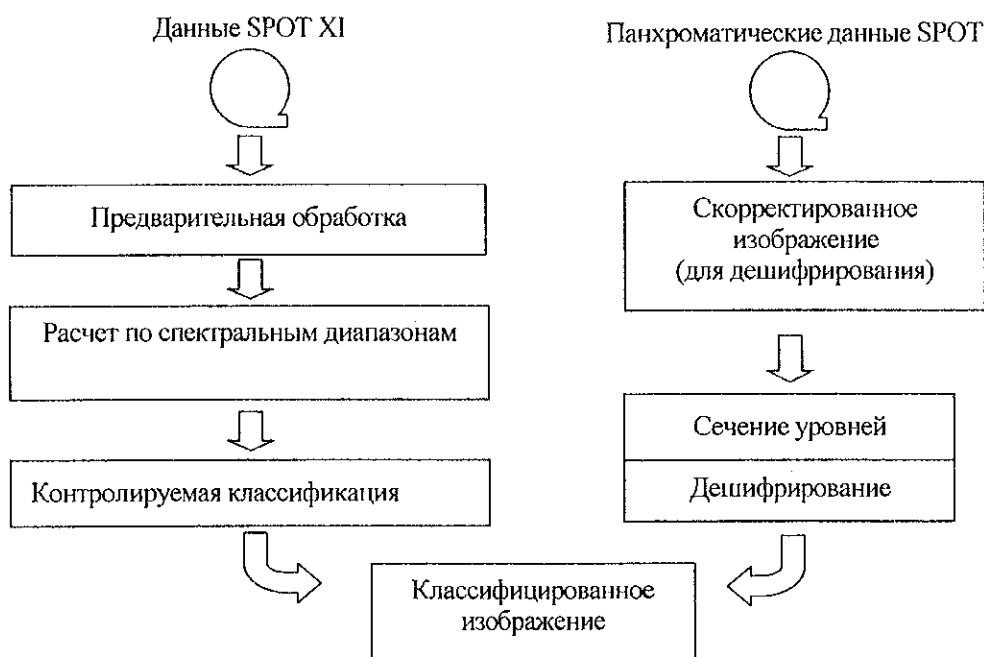 Данные SPOT XI
Панхроматические данные SPOT
Предварительная обработка
Скорректированное
изображение
(для дешифрирования)
Расчет по спектральным диапазонам
Сечение уровней
Контролируемая классификация
Дешифрирование
Классифицированное
изображение